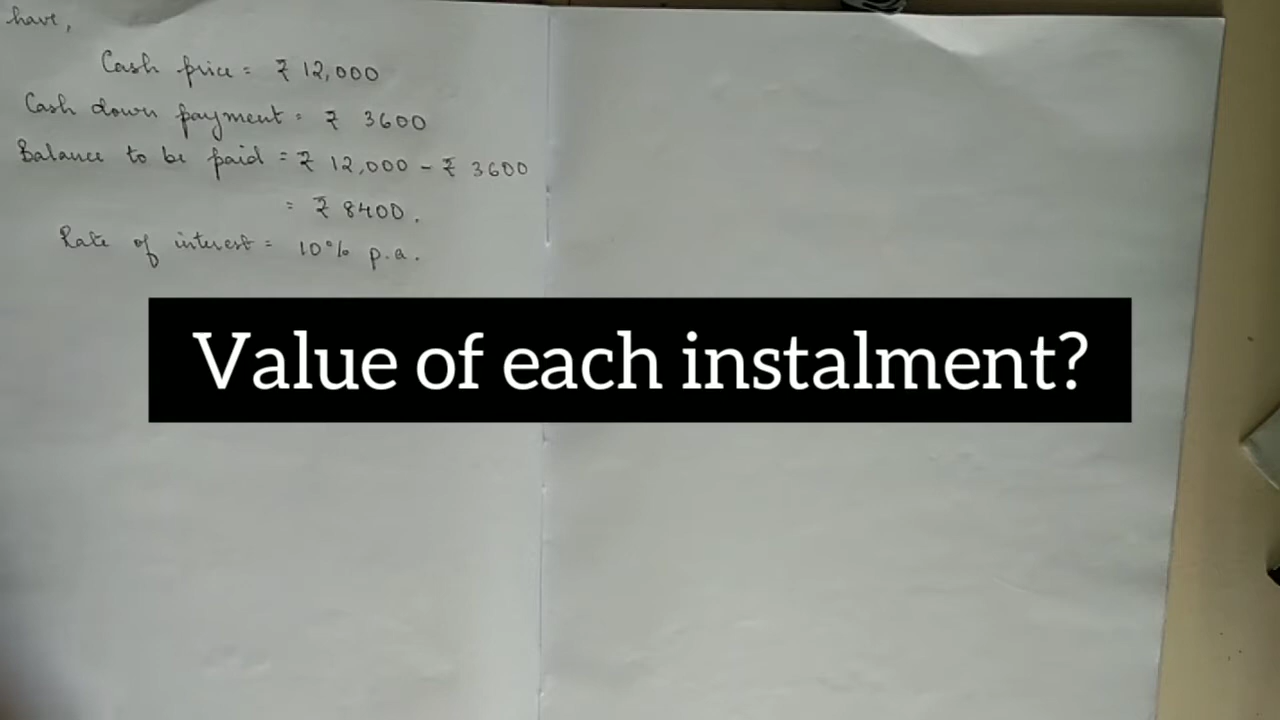 have,
Cash price = ₹ 12,000
Cash down payment = ₹ 3600
Balance to be paid = ₹ 12,000 - ₹ 3600
= ₹ 8400.
Rate of interest = 10% p.a.
Value of each instalment?